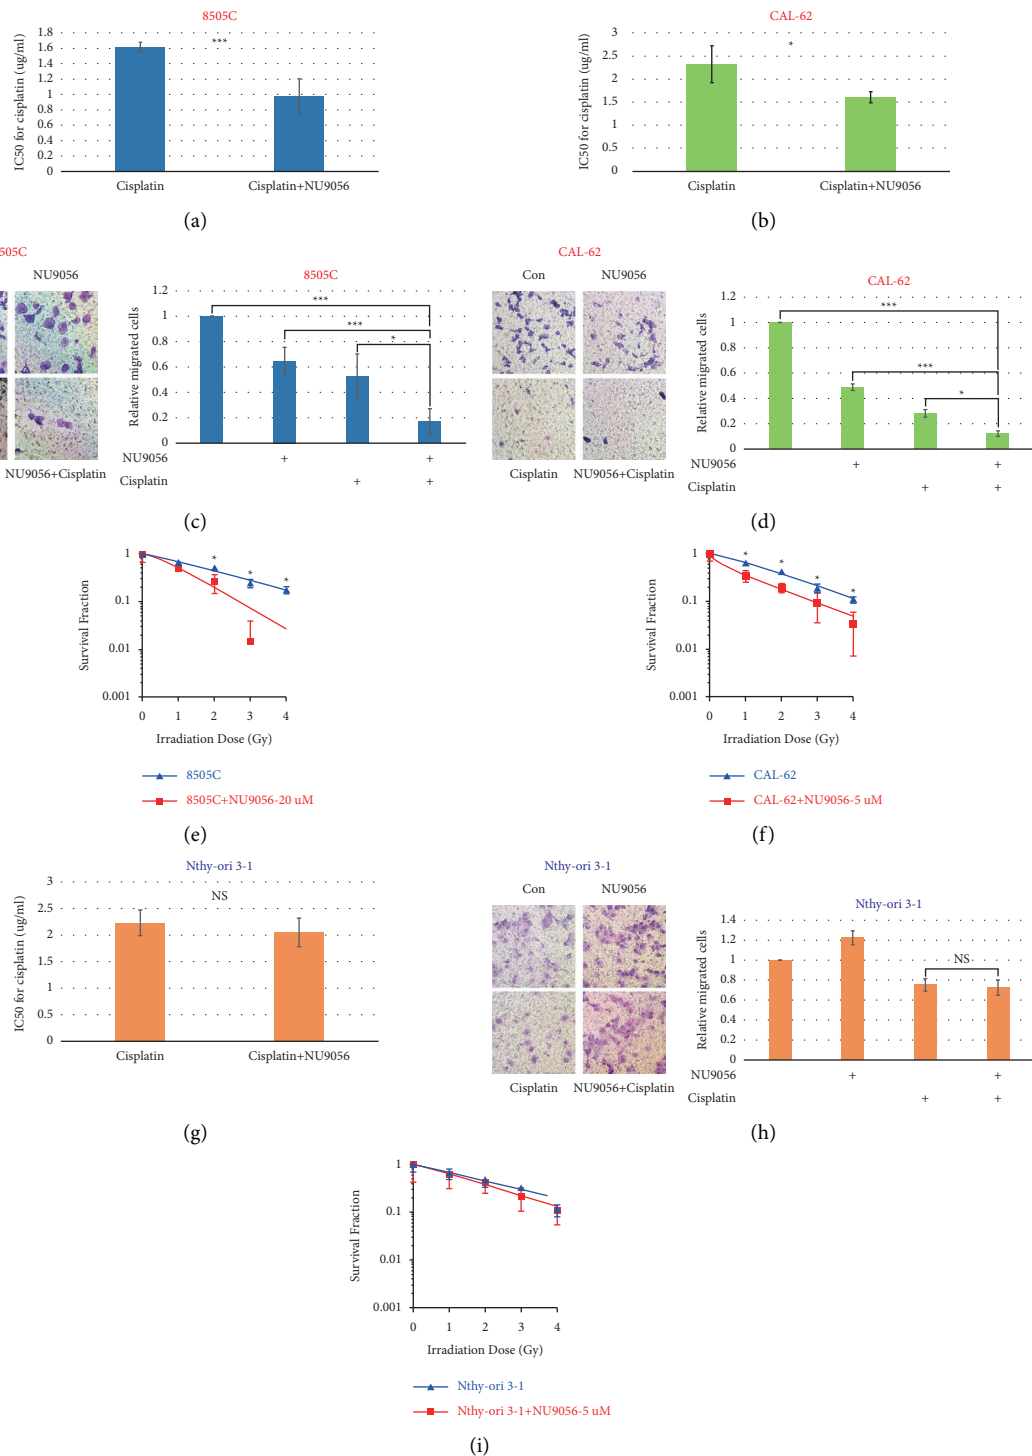 8505C
IC50 for cisplatin (ug/ml)
1.8
1.6
1.4
1.2
1
0.8
0.6
0.4
0.2
0
***
Cisplatin
Cisplatin+NU9056
(a)
CAL-62
IC50 for cisplatin (ug/ml)
3
2.5
2
1.5
1
0.5
0
*
Cisplatin
Cisplatin+NU9056
(b)
505C
NU9056
NU9056+Cisplatin
8505C
Relative migrated cells
1.2
1
0.8
0.6
0.4
0.2
0
***
***
*
NU9056 + +
Cisplatin + +
(c)
CAL-62
Con NU9056
Cisplatin NU9056+Cisplatin
CAL-62
Relative migrated cells
1.2
1
0.8
0.6
0.4
0.2
0
***
***
*
NU9056 + +
Cisplatin + +
(d)
Survival Fraction
1
0.1
0.01
0.001
* * *
0 1 2 3 4
Irradiation Dose (Gy)
8505C
8505C+NU9056-20 uM
(e)
Survival Fraction
1
0.1
0.01
0.001
* * * *
0 1 2 3 4
Irradiation Dose (Gy)
CAL-62
CAL-62+NU9056-5 uM
(f)
Nthy-ori 3-1
IC50 for cisplatin (ug/ml)
3
2.5
2
1.5
1
0.5
0
NS
Cisplatin
Cisplatin+NU9056
(g)
Nthy-ori 3-1
Con NU9056
Cisplatin NU9056+Cisplatin
Nthy-ori 3-1
Relative migrated cells
1.4
1.2
1
0.8
0.6
0.4
0.2
0
NS
NU9056 + +
Cisplatin + +
(h)
Survival Fraction
1
0.1
0.01
0.001
0 1 2 3 4
Irradiation Dose (Gy)
Nthy-ori 3-1
Nthy-ori 3-1+NU9056-5 uM
(i)